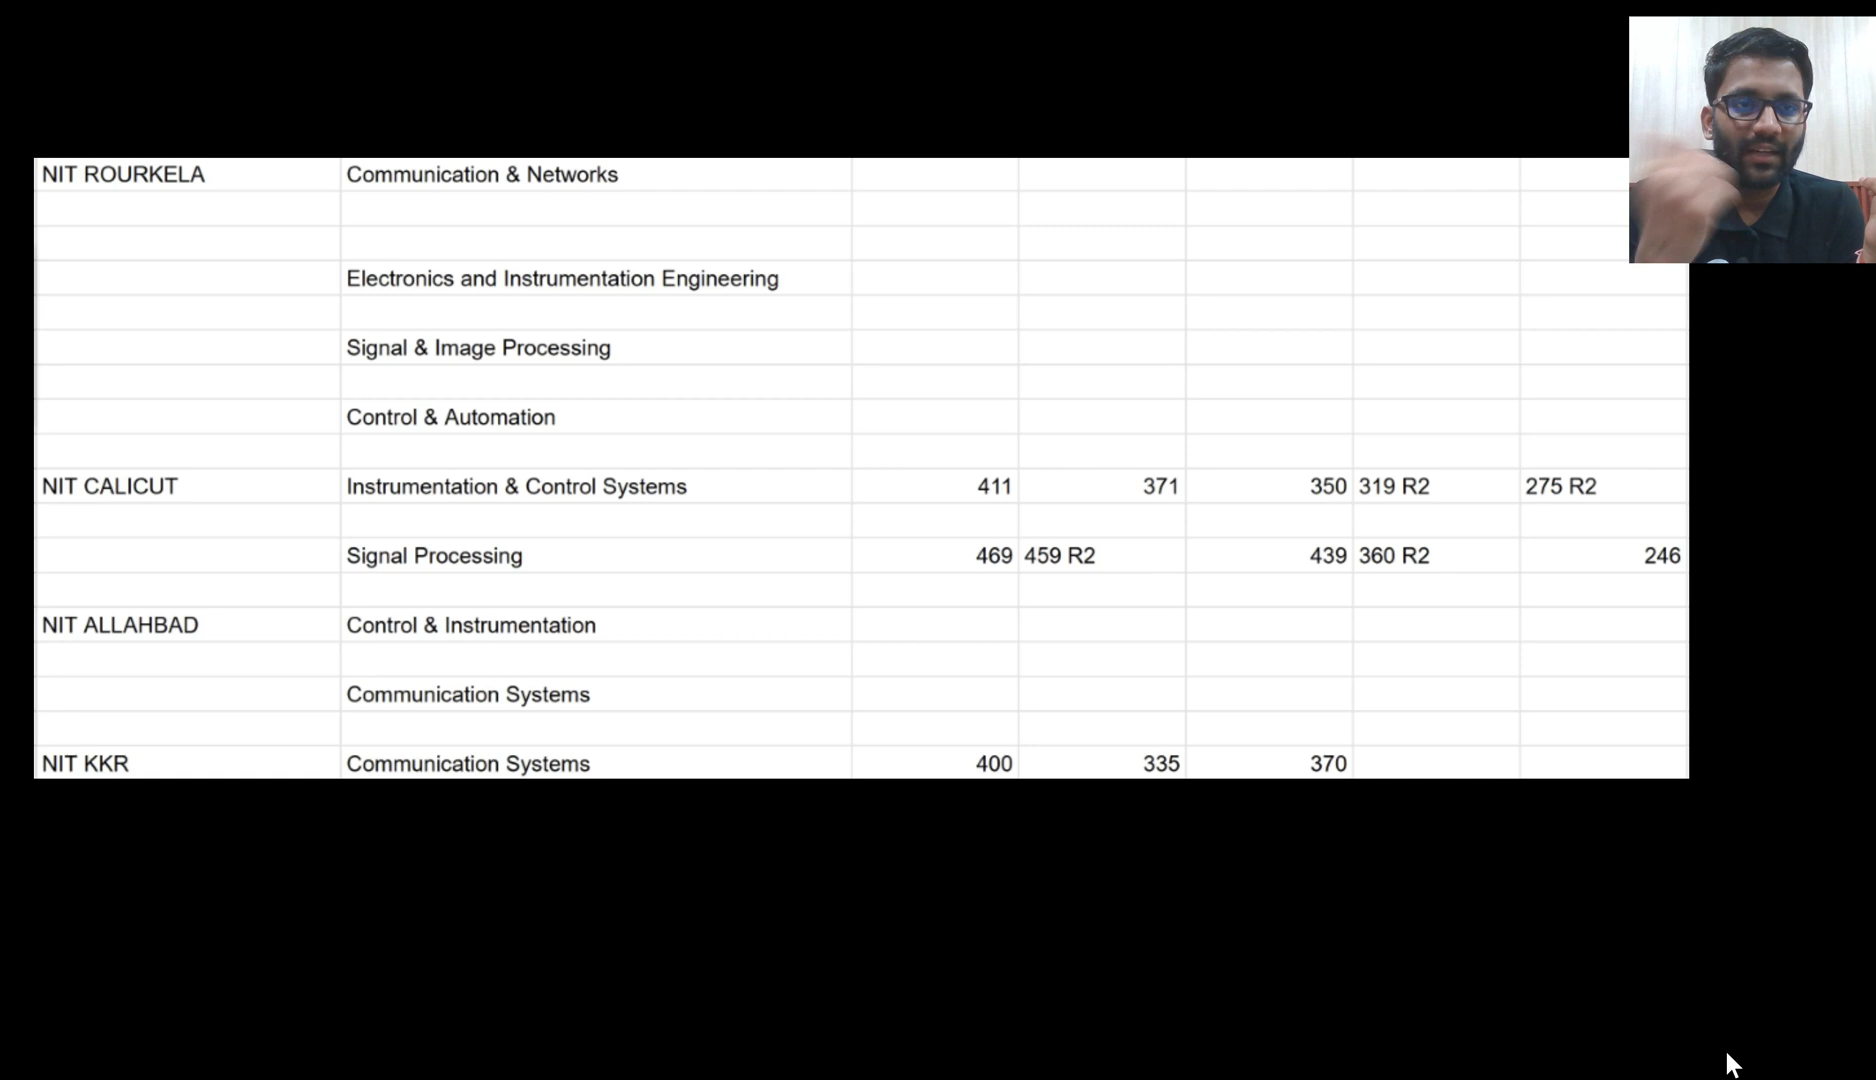 NIT ROURKELA Communication & Networks
Electronics and Instrumentation Engineering
Signal & Image Processing
Control & Automation
NIT CALICUT Instrumentation & Control Systems 411 371 350 319 R2 275 R2
Signal Processing 469 459 R2 439 360 R2 246
NIT ALLAHBAD Control & Instrumentation
Communication Systems
NIT KKR Communication Systems 400 335 370